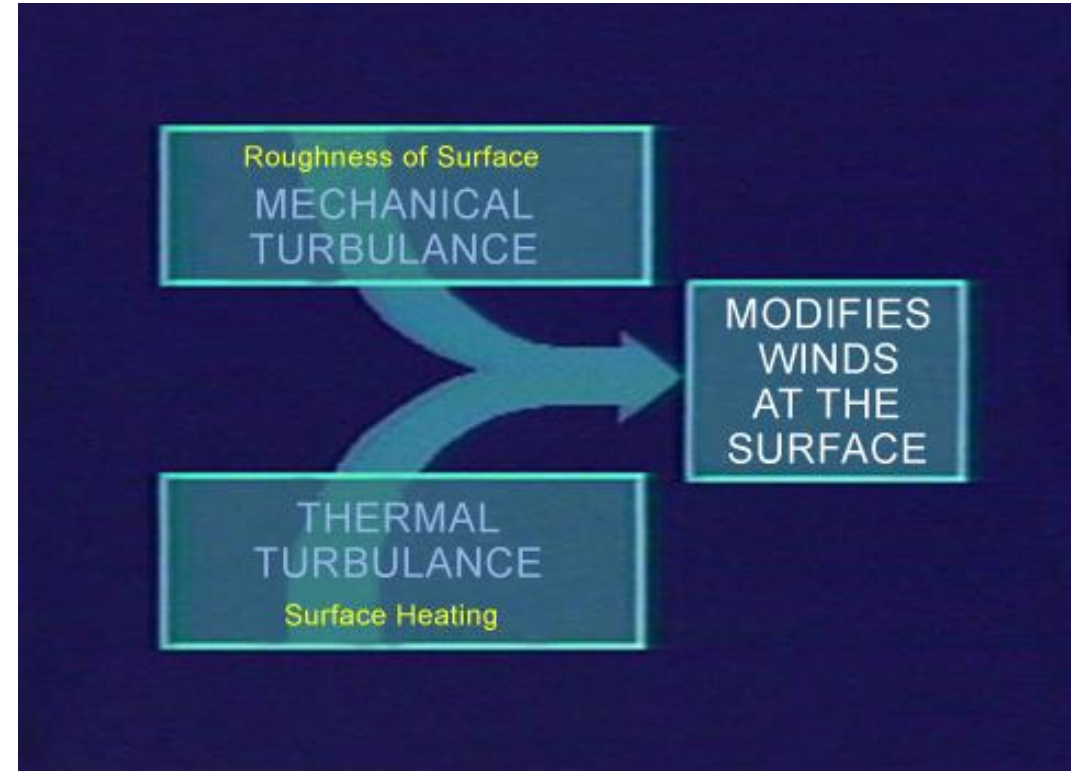 Roughness of Surface
MECHANICAL
TURBULANCE
MODIFIES
WINDS
AT THE
SURFACE
THERMAL
TURBULANCE
Surface Heating